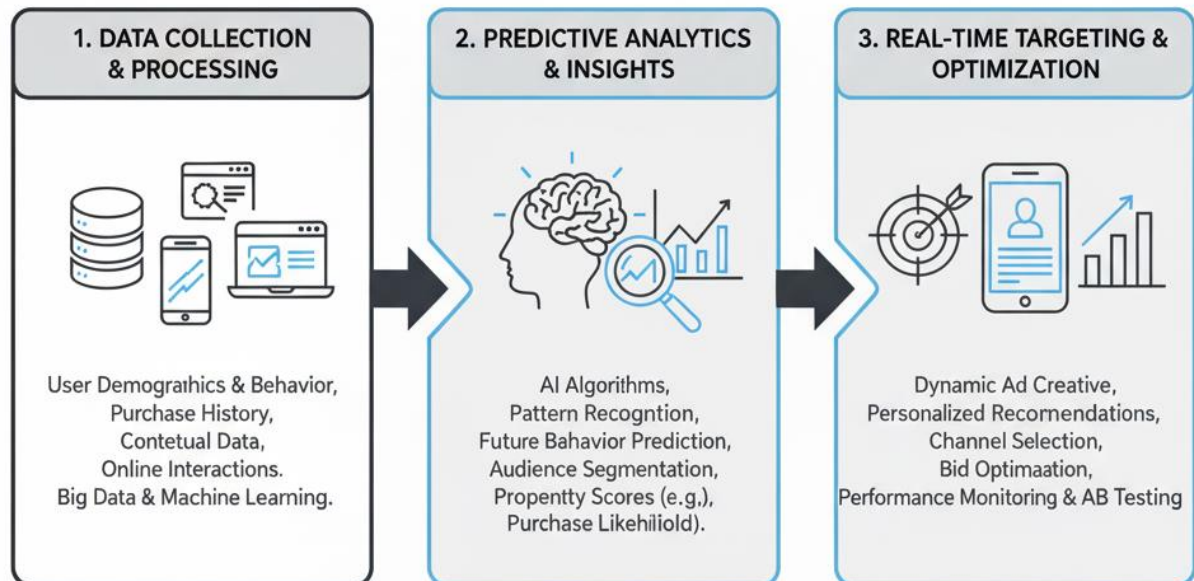 1. DATA COLLECTION
& PROCESSING
User Demograthics & Behavior,
Purchase History,
Contetual Data,
Online Interactions.
Big Data & Machine Learning.
2. PREDICTIVE ANALYTICS
& INSIGHTS
AI Algorithms,
Pattern Recogntion,
Future Bahavior Prediction,
Audience Segmentation,
Propentty Scores (e.g,),
Purchase Likehiliold).
3. REAL-TIME TARGETING &
OPTIMIZATION
Dynamic Ad Creative,
Personalized Recomendations,
Channel Selection,
Bid Optimaation,
Performance Monitoring & AB Testing